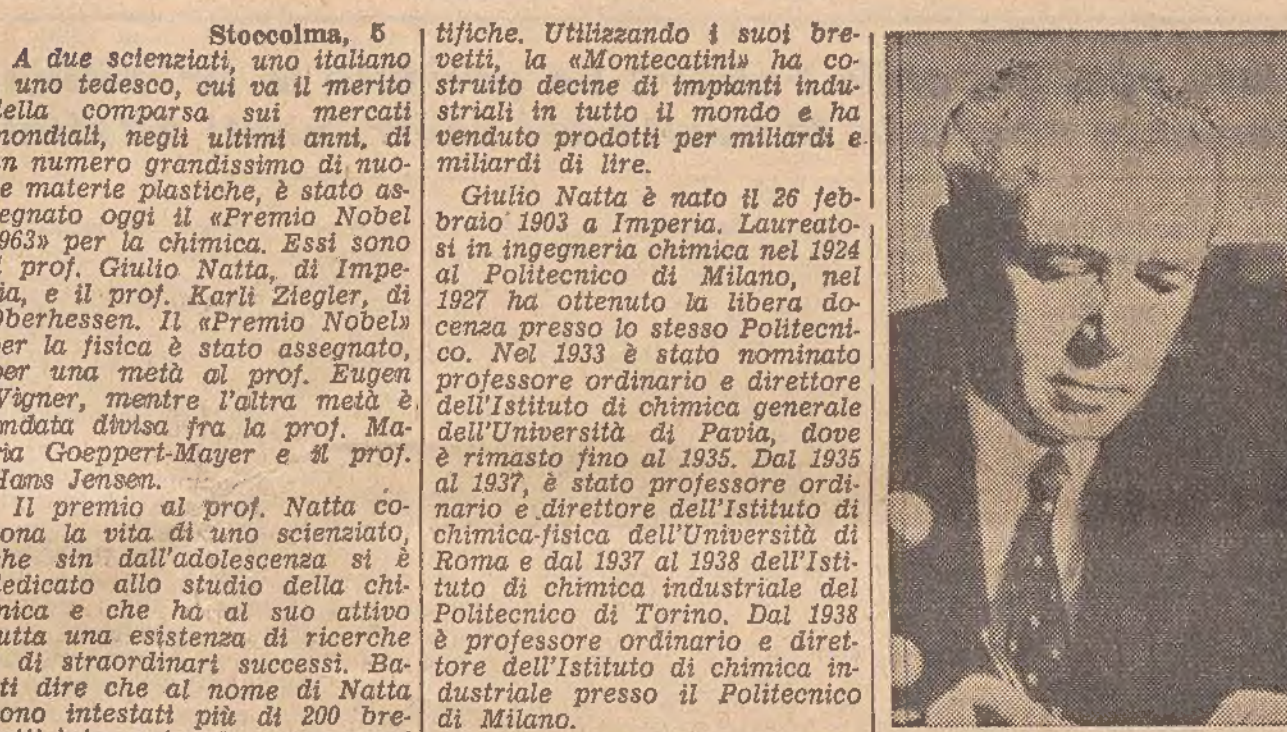 Stoccolma, 5
A due scienziati, uno italiano
uno tedesco, cui va il merito
ella comparsa sui mercati
nondiali, negli ultimi anni, di
n numero grandissimo di nuo-
e materie plastiche, è stato as-
egnato oggi il «Premio Nobel
963» per la chimica. Essi sono
l prof. Giulio Natta, di Impe-
ia, e il prof. Karli Ziegler, di
Oberhessen. Il «Premio Nobel»
per la fisica è stato assegnato,
per una metà al prof. Eugen
Vigner, mentre l'altra metà è
ndata divisa fra la prof. Ma-
ria Goeppert-Mayer e il prof.
Hans Jensen.
Il premio al prof. Natta co-
ona la vita di uno scienziato,
he sin dall'adolescenza si è
edicato allo studio della chi-
nica e che ha al suo attivo
utta una esistenza di ricerche
di straordinari successi. Ba-
ti dire che al nome di Natta
ono intestati più di 200 bre-
tifiche. Utilizzando i suoi bre-
vetti, la «Montecatini» ha co-
struito decine di impianti indu-
striali in tutto il mondo e ha
venduto prodotti per miliardi e
miliardi di lire.
Giulio Natta è nato il 26 feb-
braio 1903 a Imperia. Laureato-
si in ingegneria chimica nel 1924
al Politecnico di Milano, nel
1927 ha ottenuto la libera do-
cenza presso lo stesso Politecni-
co. Nel 1933 è stato nominato
professore ordinario e direttore
dell'Istituto di chimica generale
dell'Università di Pavia, dove
è rimasto fino al 1935. Dal 1935
al 1937, è stato professore ordi-
nario e direttore dell'Istituto di
chimica-fisica dell'Università di
Roma e dal 1937 al 1938 dell'Isti-
tuto di chimica industriale del
Politecnico di Torino. Dal 1938
è professore ordinario e diret-
tore dell'Istituto di chimica in-
dustriale presso il Politecnico
di Milano.